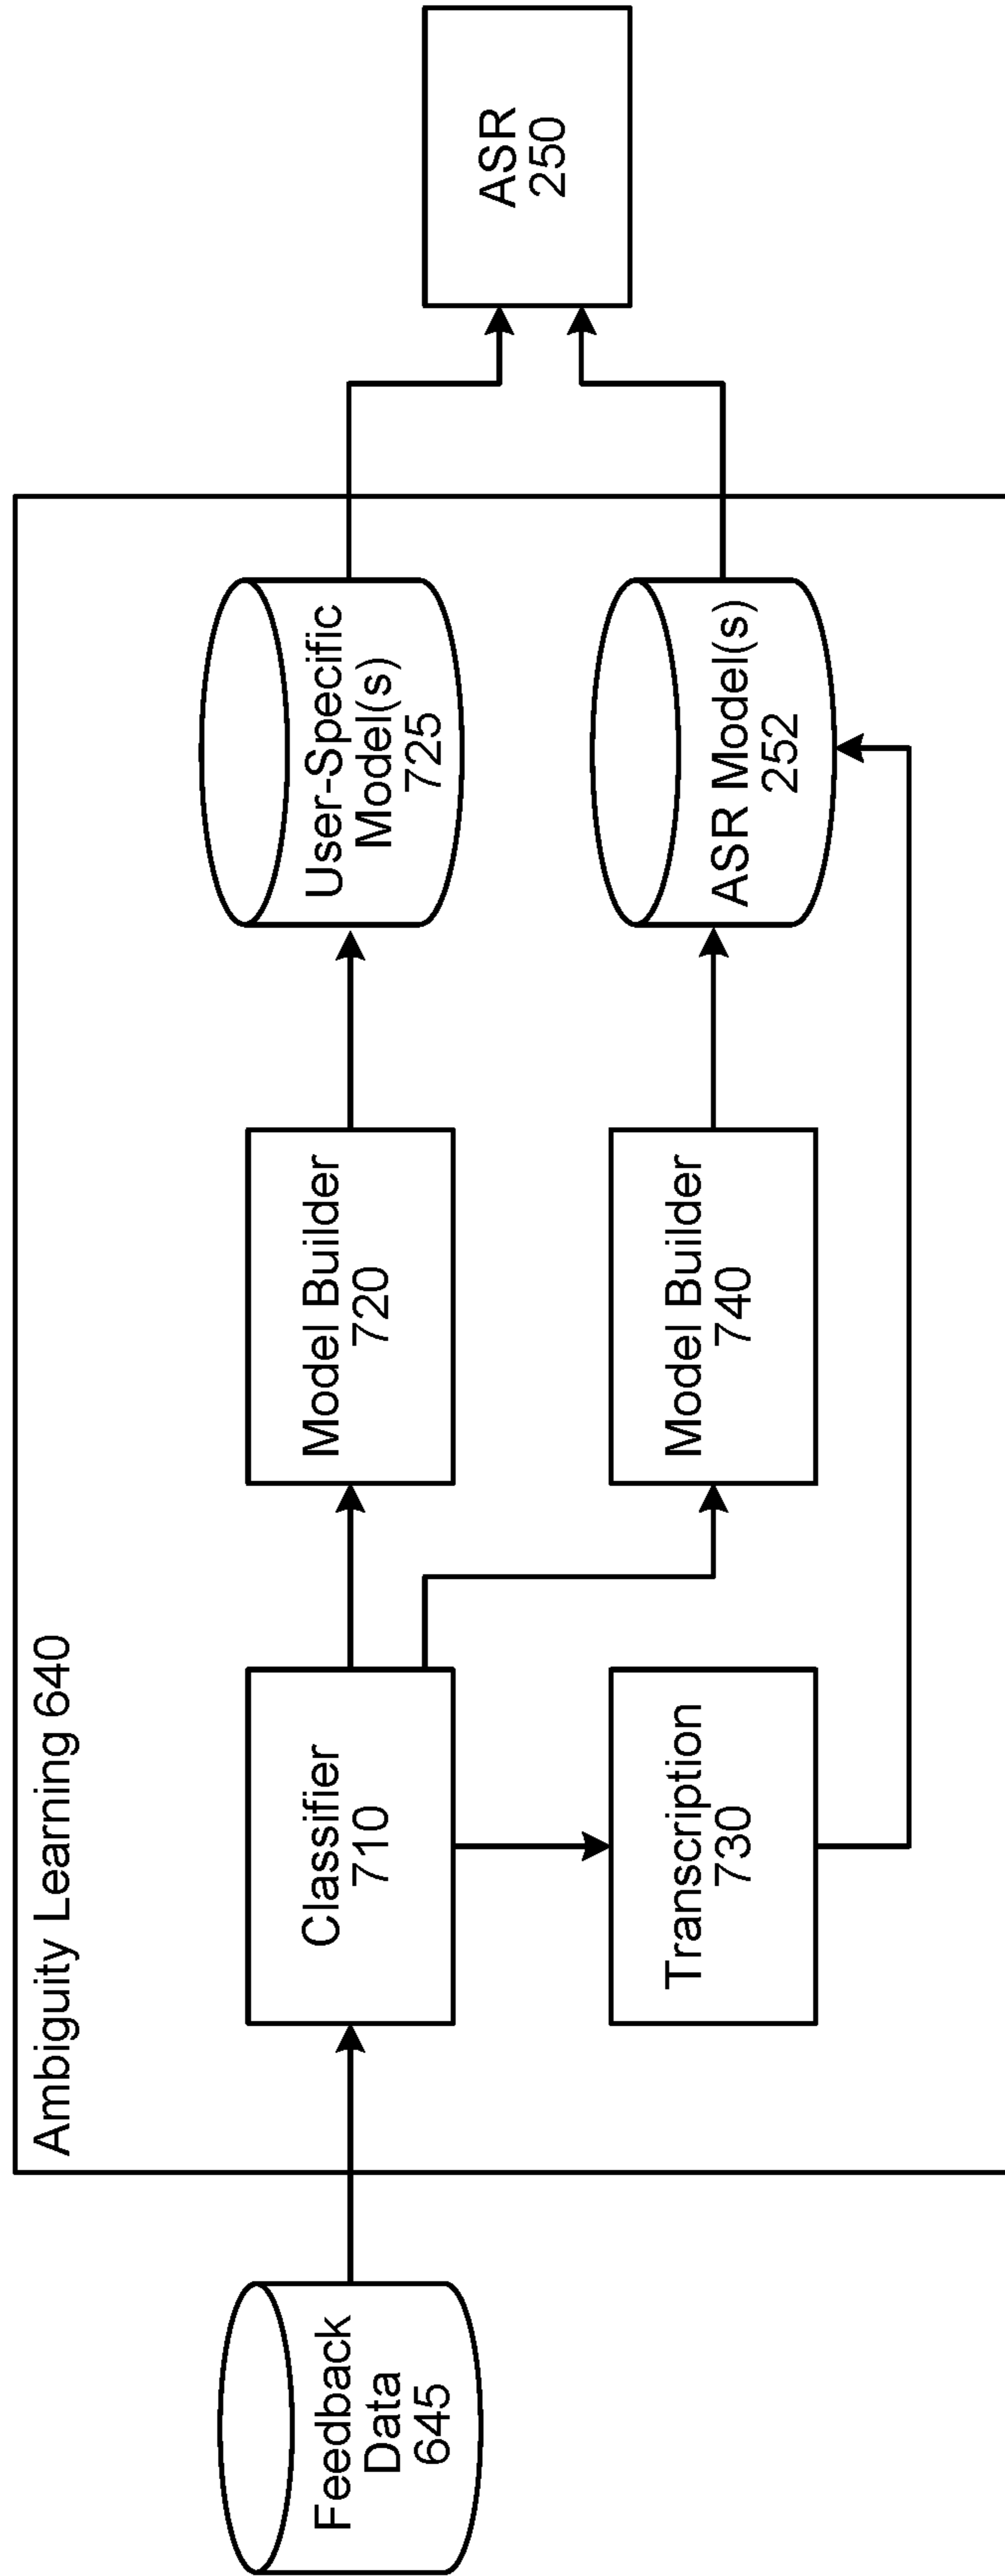 Ambiguity Learning 640
Feedback
Data
645
Classifier
710
Model Builder
720
User-Specific
Model(s)
725
Transcription
730
Model Builder
740
ASR Model(s)
252
ASR
250